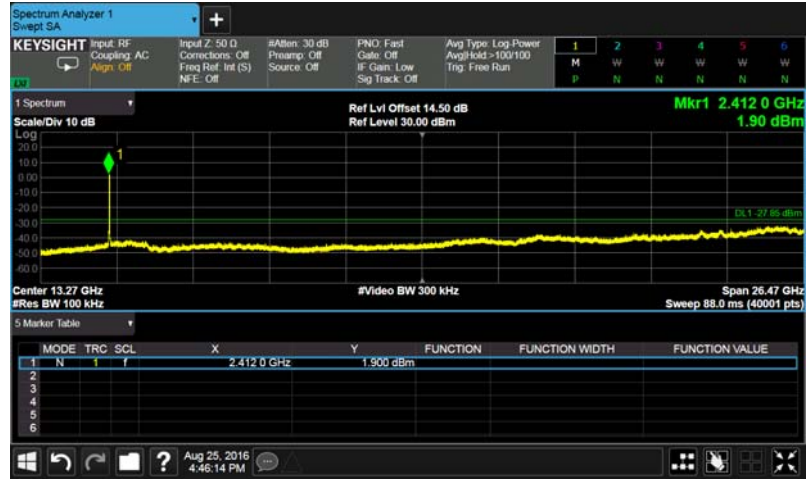 Spectrum Analyzer 1
Swept SA
+
KEYSIGHT Input: RF Input Z: 50 Ω #Atten: 30 dB PNO: Fast Avg Type: Log-Power 1 2 3 4 5 6
Coupling: AC Corrections: Off Preamp: Off Gate: Off Avg|Hold:>100/100 M W W W W W
Align: Off Freq Ref: Int (S) Source: Off IF Gain: Low Trig: Free Run
NFE: Off Sig Track: Off P N N N N N
LXI
1 Spectrum Ref Lvl Offset 14.50 dB Mkr1 2.412 0 GHz
Scale/Div 10 dB Ref Level 30.00 dBm 1.90 dBm
Log
20.0
10.0 1
0.00
-10.0
-20.0 DL1 -27.85 dBm
-30.0
-40.0
-50.0
-60.0
Center 13.27 GHz #Video BW 300 kHz Span 26.47 GHz
#Res BW 100 kHz Sweep 88.0 ms (40001 pts)
5 Marker Table
MODE TRC SCL X Y FUNCTION FUNCTION WIDTH FUNCTION VALUE
1 N 1 f 2.412 0 GHz 1.900 dBm
2
3
4
5
6
? Aug 25, 2016
4:46:14 PM